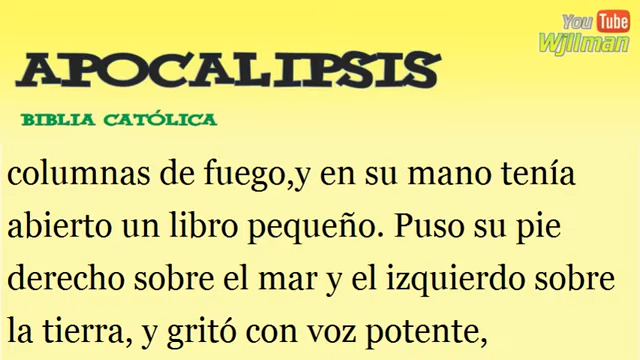 You Tube
Wjllman
APOCALIPSIS
BIBLIA CATÓLICA
columnas de fuego,y en su mano tenía
abierto un libro pequeño. Puso su pie
derecho sobre el mar y el izquierdo sobre
la tierra, y gritó con voz potente,